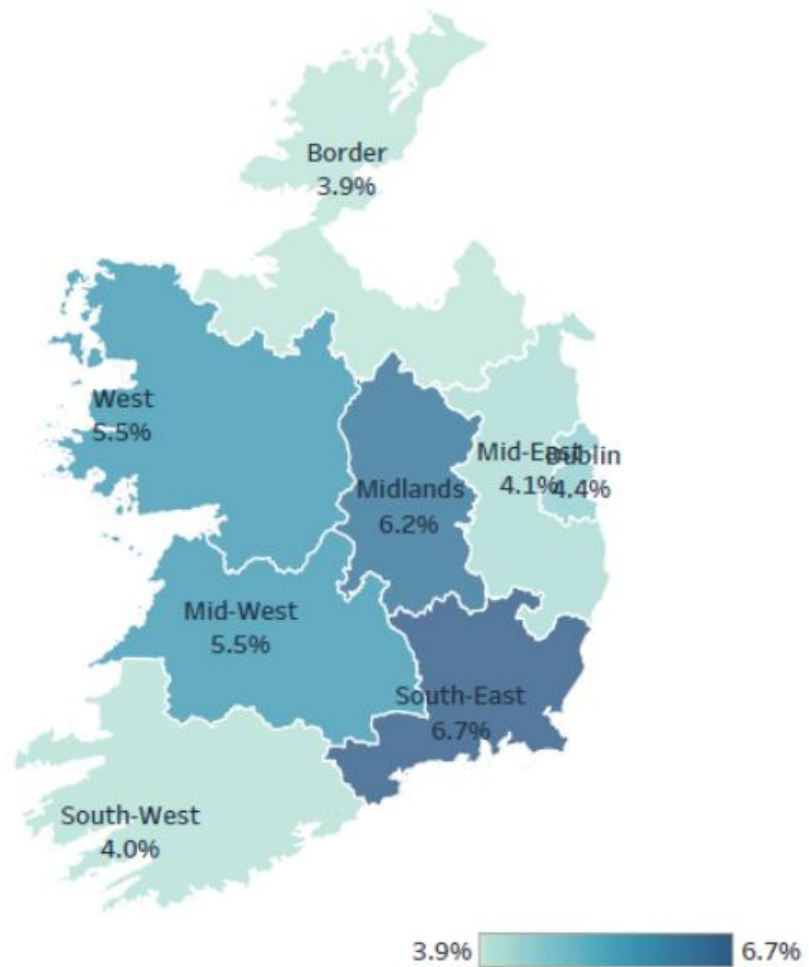 Border
3.9%
West
5.5%
Mid-East
4.1%
Dublin
4.4%
Midlands
6.2%
Mid-West
5.5%
South-East
6.7%
South-West
4.0%
3.9%
6.7%